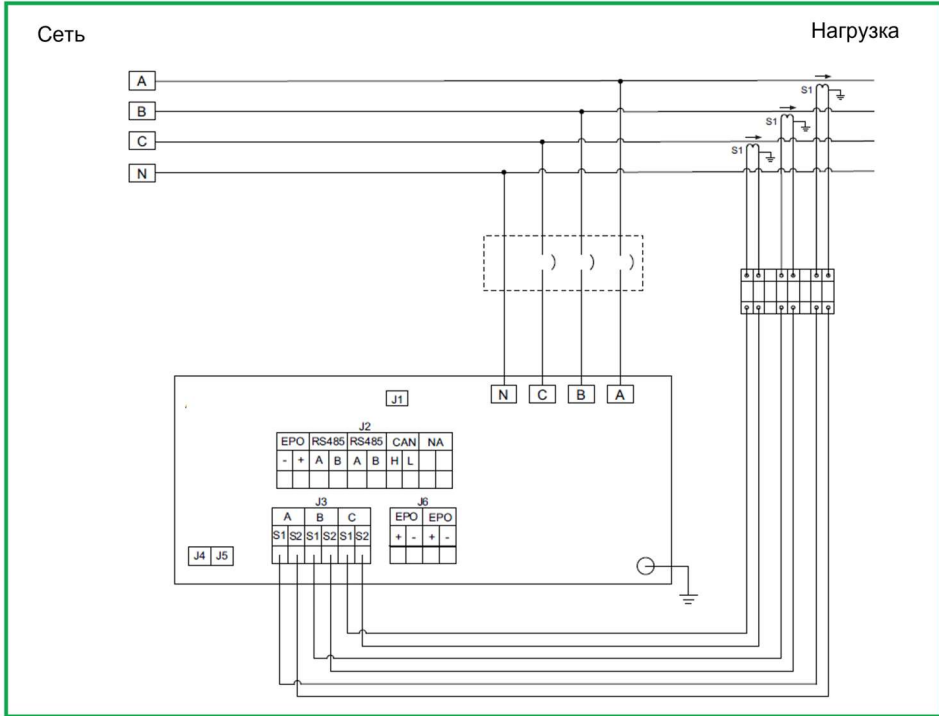 Сеть Нагрузка
A
S1
B
S1
C
S1
N
N C B A
J1
J2
EPO RS485 RS485 CAN NA
- + A B A B H L
J3 J6
A B C EPO EPO
S1 S2 S1 S2 S1 S2 + - + -
J4 J5